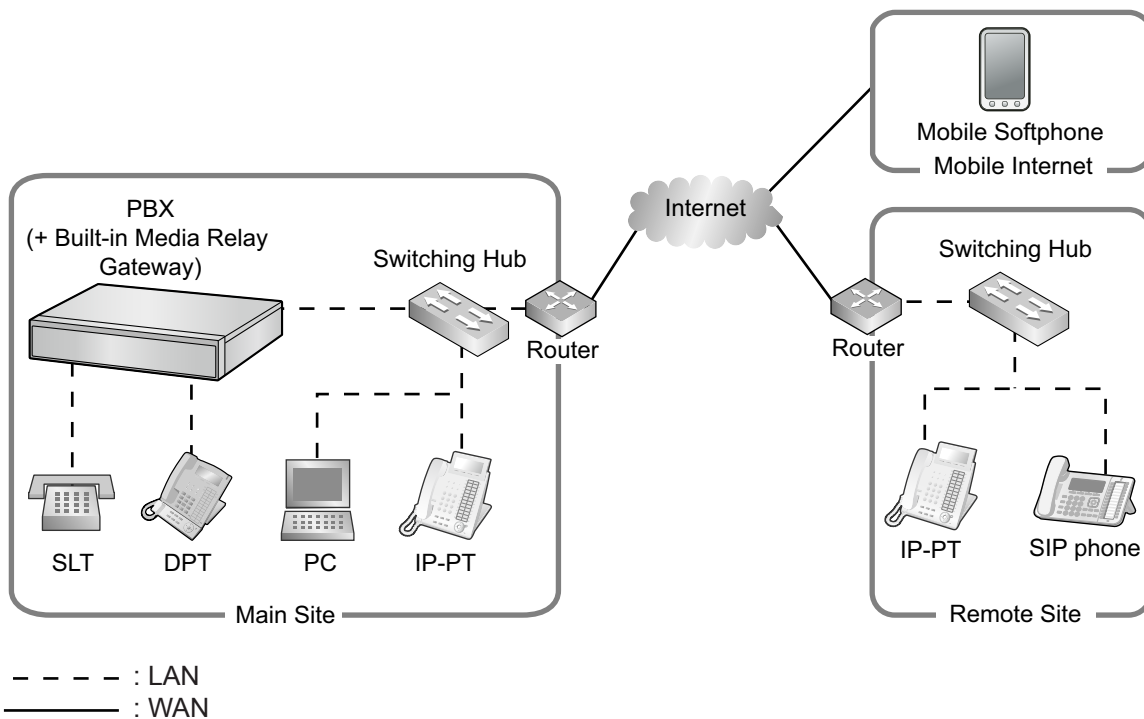 Mobile Softphone
Mobile Internet
PBX
(+ Built-in Media Relay
Gateway)
Switching Hub
Router
Internet
Router
Switching Hub
SLT
DPT
PC
IP-PT
Main Site
IP-PT
SIP phone
Remote Site
: LAN
: WAN